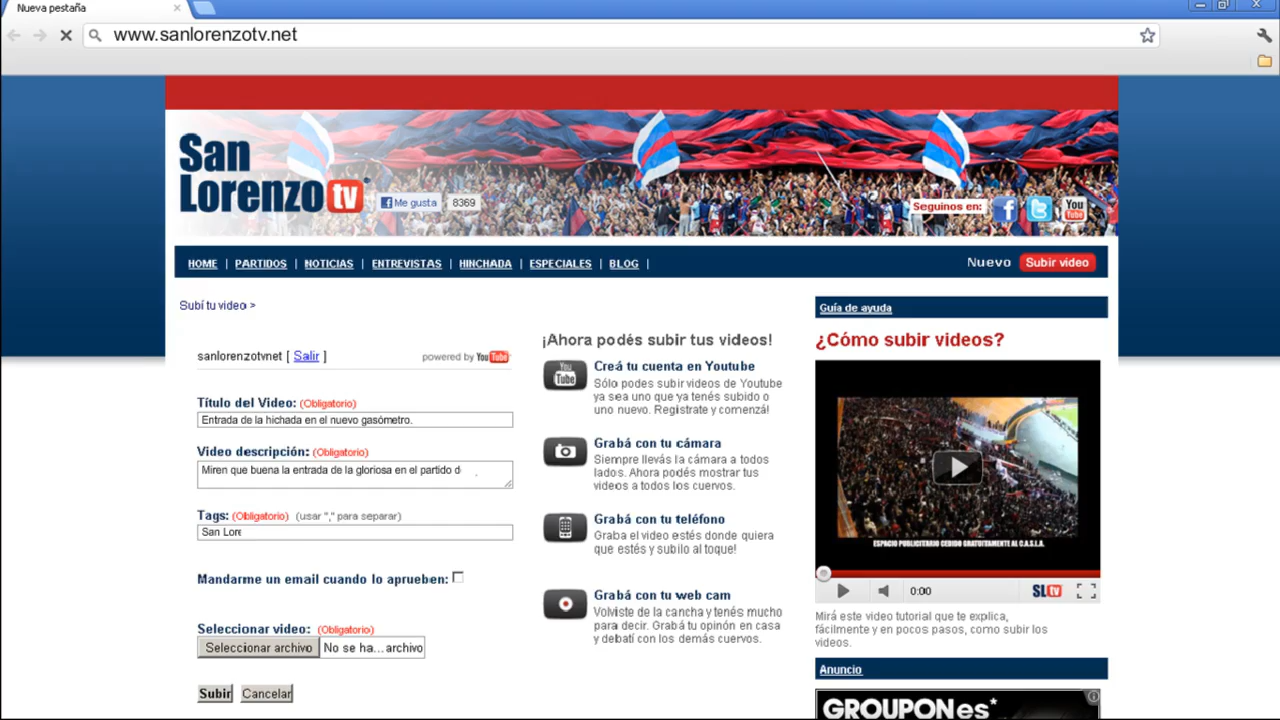 Nueva pestaña
www.sanlorenzotv.net
San
Lorenzo tv
Me gusta 8369
Seguinos en:
You
Tube
HOME | PARTIDOS | NOTICIAS | ENTREVISTAS | HINCHADA | ESPECIALES | BLOG |
Nuevo Subir video
Subí tu video >
sanlorenzotvnet [ Salir ]
powered by YouTube
Título del Video: (Obligatorio)
Entrada de la hichada en el nuevo gasómetro.
Video descripción: (Obligatorio)
Miren que buena la entrada de la gloriosa en el partido d
Tags: (Obligatorio) (usar "," para separar)
San Lore
Mandarme un email cuando lo aprueben:
Seleccionar video: (Obligatorio)
Seleccionar archivo No se ha...archivo
Subir Cancelar
¡Ahora podés subir tus videos!
You
Tube
Creá tu cuenta en Youtube
Sólo podes subir videos de Youtube
ya sea uno que ya tenés subido o
uno nuevo. Registrate y comenzá!
Grabá con tu cámara
Siempre llevás la cámara a todos
lados. Ahora podés mostrar tus
videos a todos los cuervos.
Grabá con tu teléfono
Graba el video estés donde quiera
que estés y subilo al toque!
Grabá con tu web cam
Volviste de la cancha y tenés mucho
para decir. Grabá tu opinión en casa
y debatí con los demás cuervos.
Guía de ayuda
¿Cómo subir videos?
ESPACIO PUBLICITARIO CEDIDO GRATUITAMENTE AL C.A.S.L.A.
0:00
SLtv
Mirá este video tutorial que te explica,
fácilmente y en pocos pasos, como subir los
videos.
Anuncio
GROUPONes*